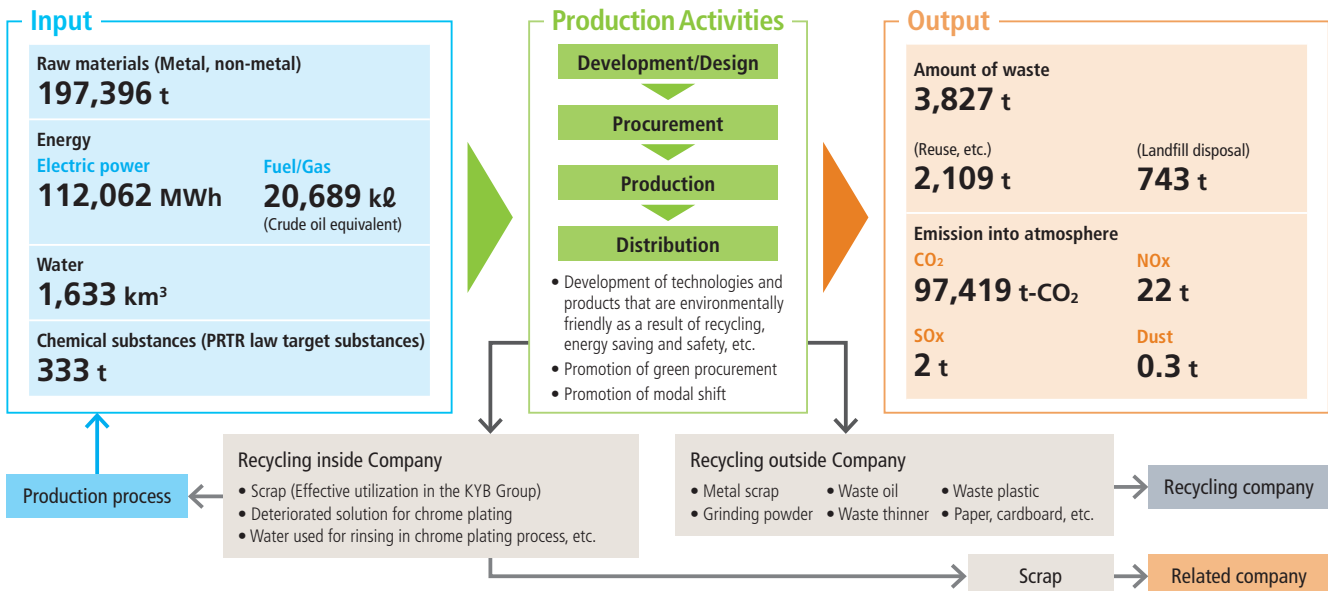 Input
Raw materials (Metal, non-metal)
197,396 t
Energy
Electric power
112,062 MWh
Fuel/Gas
20,689 kℓ
(Crude oil equivalent)
Water
1,633 km³
Chemical substances (PRTR law target substances)
333 t
Production Activities
Development/Design
Procurement
Production
Distribution
• Development of technologies and
products that are environmentally
friendly as a result of recycling,
energy saving and safety, etc.
• Promotion of green procurement
• Promotion of modal shift
Output
Amount of waste
3,827 t
(Reuse, etc.)
2,109 t
(Landfill disposal)
743 t
Emission into atmosphere
CO₂
97,419 t-CO₂
NOx
22 t
SOx
2 t
Dust
0.3 t
Production process
Recycling inside Company
• Scrap (Effective utilization in the KYB Group)
• Deteriorated solution for chrome plating
• Water used for rinsing in chrome plating process, etc.
Recycling outside Company
• Metal scrap • Waste oil • Waste plastic
• Grinding powder • Waste thinner • Paper, cardboard, etc.
Recycling company
Scrap
Related company